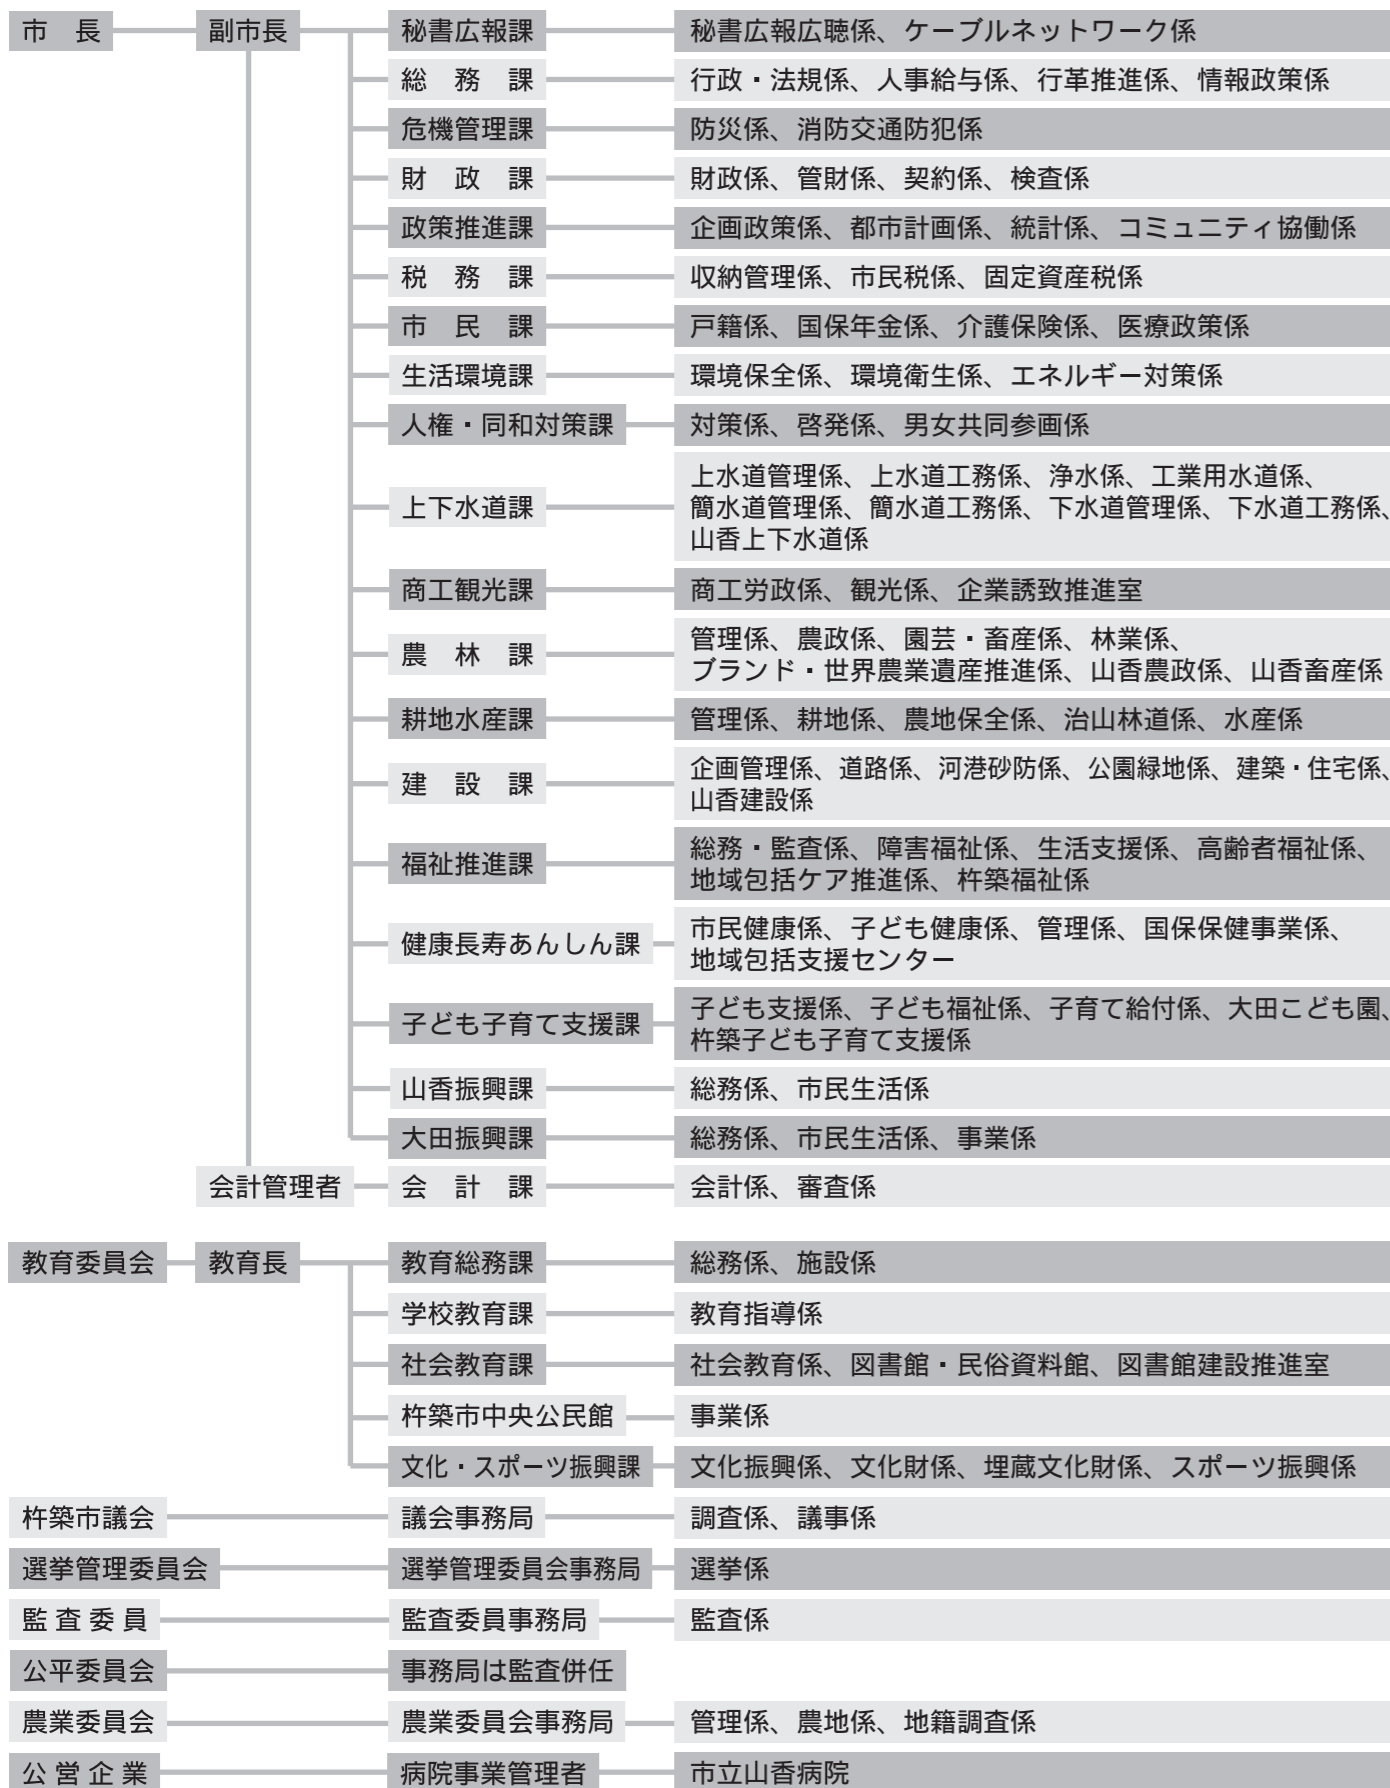 市　長　副市長　秘書広報課　秘書広報広聴係、ケーブルネットワーク係
総　務　課　行政・法規係、人事給与係、行革推進係、情報政策係
危機管理課　防災係、消防交通防犯係
財　政　課　財政係、管財係、契約係、検査係
政策推進課　企画政策係、都市計画係、統計係、コミュニティ協働係
税　務　課　収納管理係、市民税係、固定資産税係
市　民　課　戸籍係、国保年金係、介護保険係、医療政策係
生活環境課　環境保全係、環境衛生係、エネルギー対策係
人権・同和対策課　対策係、啓発係、男女共同参画係
上下水道課　上水道管理係、上水道工務係、浄水係、工業用水道係、
簡水道管理係、簡水道工務係、下水道管理係、下水道工務係、
山香上下水道係
商工観光課　商工労政係、観光係、企業誘致推進室
農　林　課　管理係、農政係、園芸・畜産係、林業係、
ブランド・世界農業遺産推進係、山香農政係、山香畜産係
耕地水産課　管理係、耕地係、農地保全係、治山林道係、水産係
建　設　課　企画管理係、道路係、河港砂防係、公園緑地係、建築・住宅係、
山香建設係
福祉推進課　総務・監査係、障害福祉係、生活支援係、高齢者福祉係、
地域包括ケア推進係、杵築福祉係
健康長寿あんしん課　市民健康係、子ども健康係、管理係、国保保健事業係、
地域包括支援センター
子ども子育て支援課　子ども支援係、子ども福祉係、子育て給付係、大田こども園、
杵築子ども子育て支援係
山香振興課　総務係、市民生活係
大田振興課　総務係、市民生活係、事業係
会計管理者　会　計　課　会計係、審査係
教育委員会　教育長　教育総務課　総務係、施設係
学校教育課　教育指導係
社会教育課　社会教育係、図書館・民俗資料館、図書館建設推進室
杵築市中央公民館　事業係
文化・スポーツ振興課　文化振興係、文化財係、埋蔵文化財係、スポーツ振興係
杵築市議会　議会事務局　調査係、議事係
選挙管理委員会　選挙管理委員会事務局　選挙係
監 査 委 員　監査委員事務局　監査係
公平委員会　事務局は監査併任
農業委員会　農業委員会事務局　管理係、農地係、地籍調査係
公 営 企 業　病院事業管理者　市立山香病院